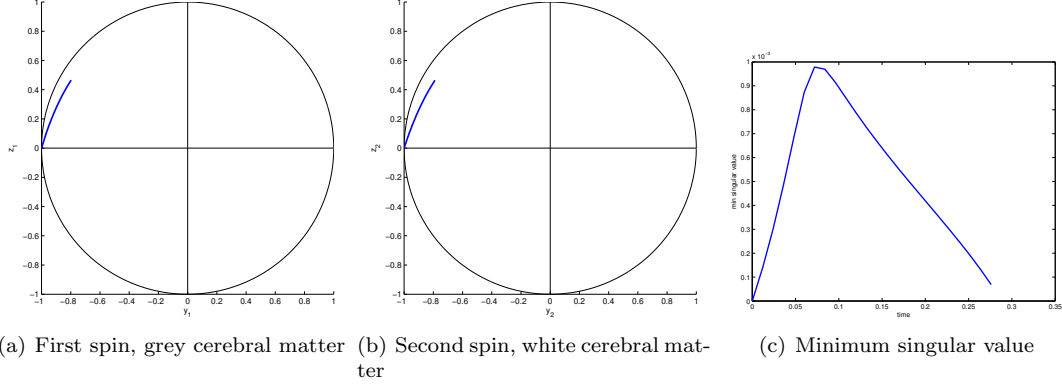 1
0.8
0.6
0.4
0.2
0
−0.2
−0.4
−0.6
−0.8
−1
z1
−1 −0.8 −0.6 −0.4 −0.2 0 0.2 0.4 0.6 0.8 1
y1
1
0.8
0.6
0.4
0.2
0
−0.2
−0.4
−0.6
−0.8
−1
z2
−1 −0.8 −0.6 −0.4 −0.2 0 0.2 0.4 0.6 0.8 1
y2
x 10−3
1
0.9
0.8
0.7
0.6
0.5
0.4
0.3
0.2
0.1
0
min singular value
0 0.05 0.1 0.15 0.2 0.25 0.3 0.35
time
(a) First spin, grey cerebral matter
(b) Second spin, white cerebral mat-
ter
(c) Minimum singular value